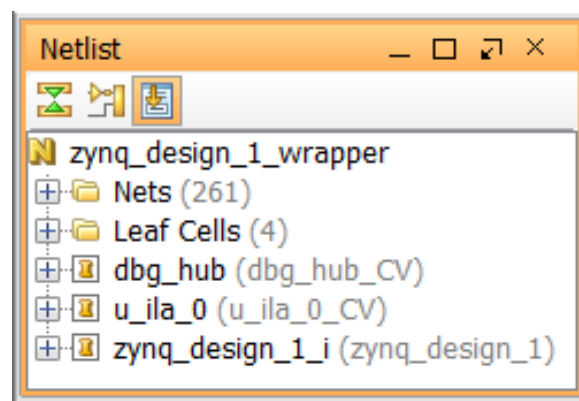 Netlist
zynq_design_1_wrapper
Nets (261)
Leaf Cells (4)
dbg_hub (dbg_hub_CV)
u_ila_0 (u_ila_0_CV)
zynq_design_1_i (zynq_design_1)